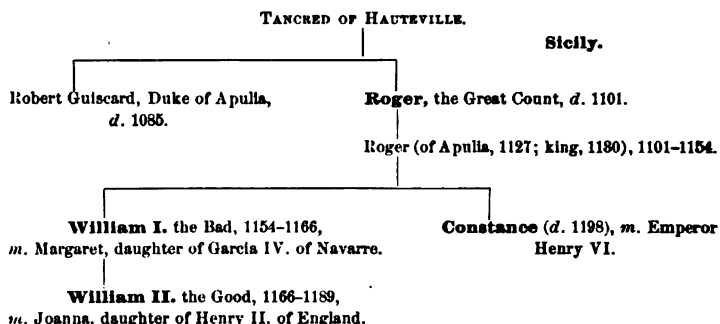 TANCRED OF HAUTEVILLE.
Sicily.
Robert Guiscard, Duke of Apulia,
d. 1085.
Roger, the Great Count, d. 1101.
Roger (of Apulia, 1127; king, 1130), 1101–1154.
William I. the Bad, 1154–1166,
m. Margaret, daughter of Garcia IV. of Navarre.
Constance (d. 1198), m. Emperor
Henry VI.
William II. the Good, 1166–1189,
m. Joanna, daughter of Henry II. of England.